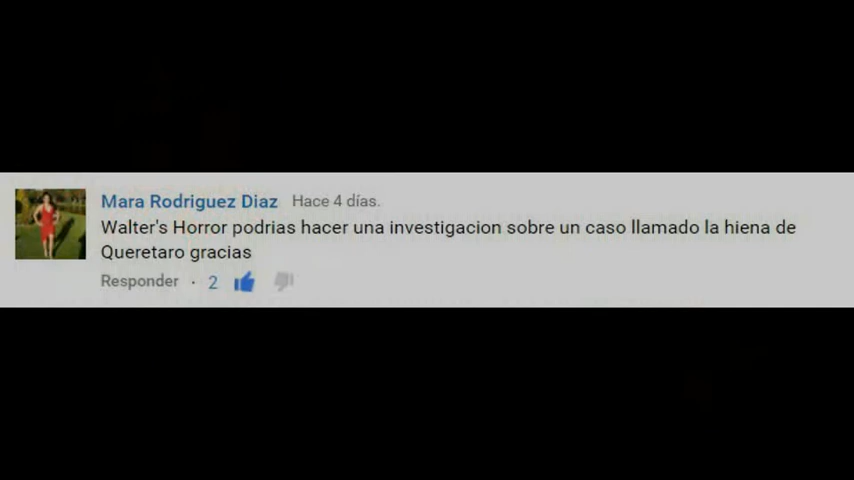 Mara Rodriguez Diaz Hace 4 días.
Walter's Horror podrias hacer una investigacion sobre un caso llamado la hiena de
Queretaro gracias
Responder · 2